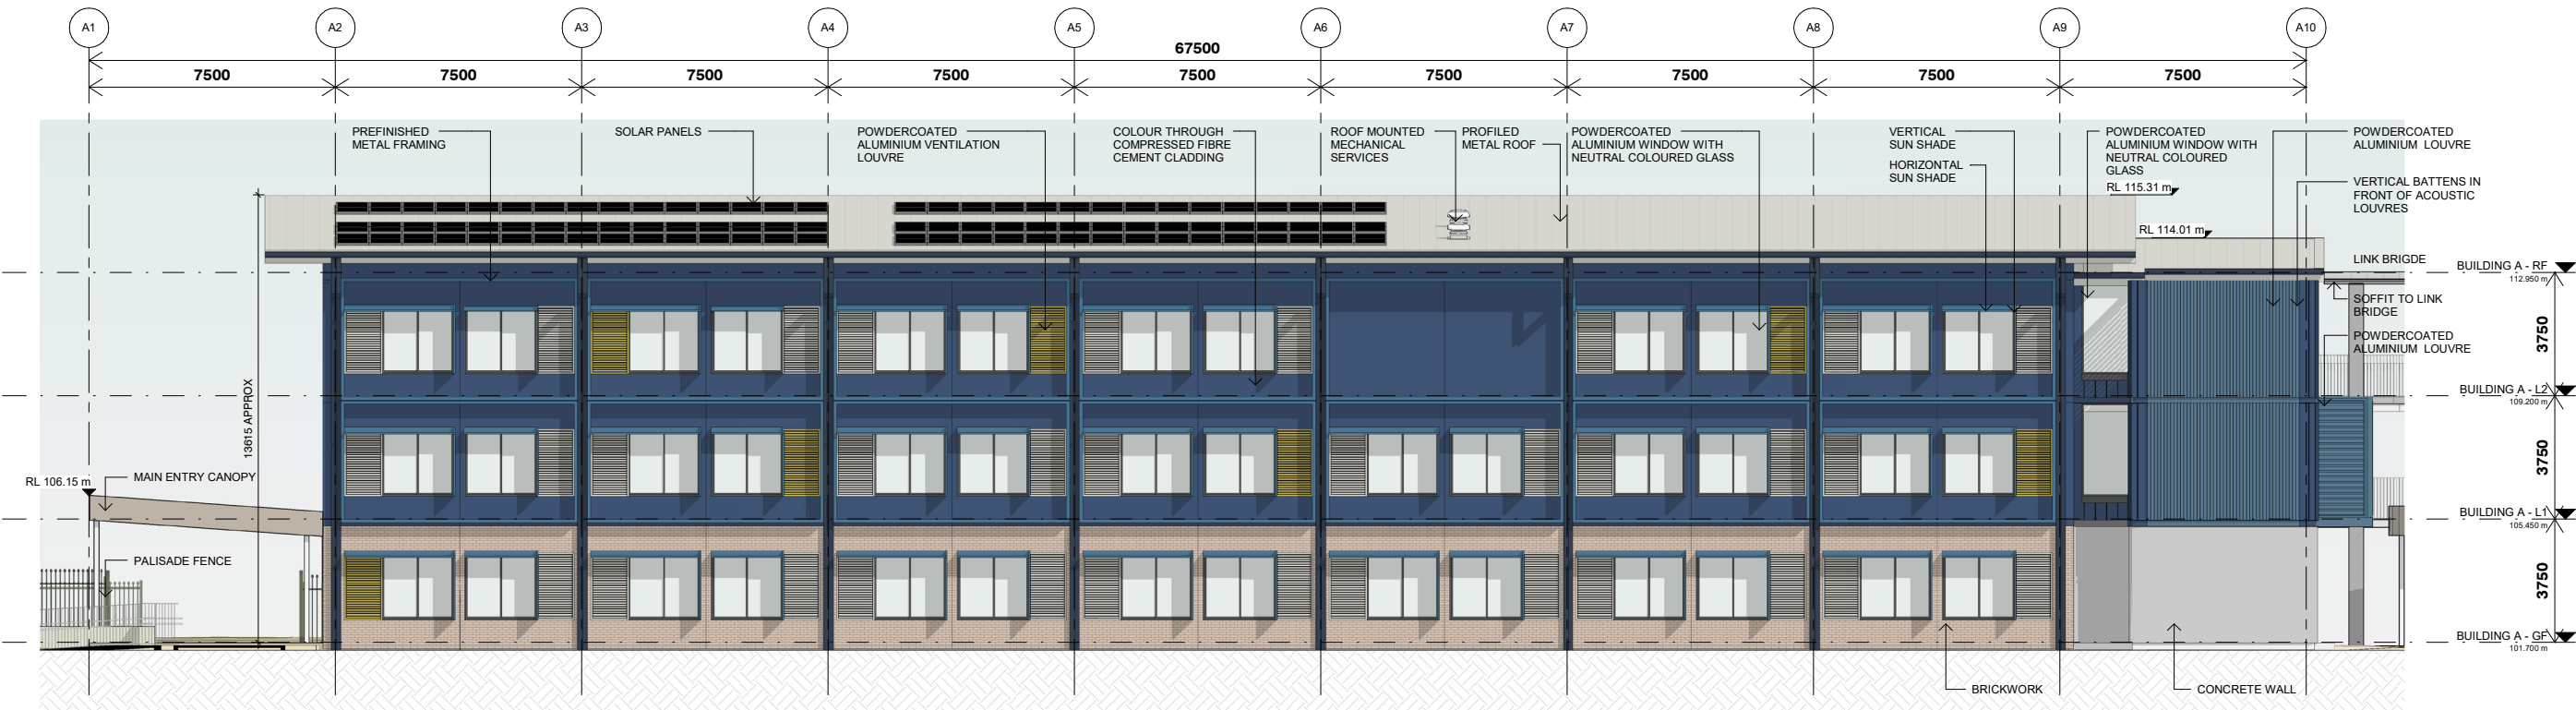 A1
A2
A3
A4
A5
A6
A7
A8
A9
A10
67500
7500
7500
7500
7500
7500
7500
7500
7500
7500
PREFINISHED
METAL FRAMING
SOLAR PANELS
POWDERCOATED
ALUMINIUM VENTILATION
LOUVRE
COLOUR THROUGH
COMPRESSED FIBRE
CEMENT CLADDING
ROOF MOUNTED
MECHANICAL
SERVICES
PROFILED
METAL ROOF
POWDERCOATED
ALUMINIUM WINDOW WITH
NEUTRAL COLOURED GLASS
VERTICAL
SUN SHADE
HORIZONTAL
SUN SHADE
POWDERCOATED
ALUMINIUM WINDOW WITH
NEUTRAL COLOURED
GLASS
RL 115.31 m
POWDERCOATED
ALUMINIUM LOUVRE
VERTICAL BATTENS IN
FRONT OF ACOUSTIC
LOUVRES
RL 114.01 m
LINK BRIGDE
BUILDING A - RF
112.950 m
SOFFIT TO LINK
BRIDGE
POWDERCOATED
ALUMINIUM LOUVRE
3750
BUILDING A - L2
109.200 m
3750
BUILDING A - L1
105.450 m
3750
BUILDING A - GF
101.700 m
13615 APPROX
RL 106.15 m
MAIN ENTRY CANOPY
PALISADE FENCE
BRICKWORK
CONCRETE WALL